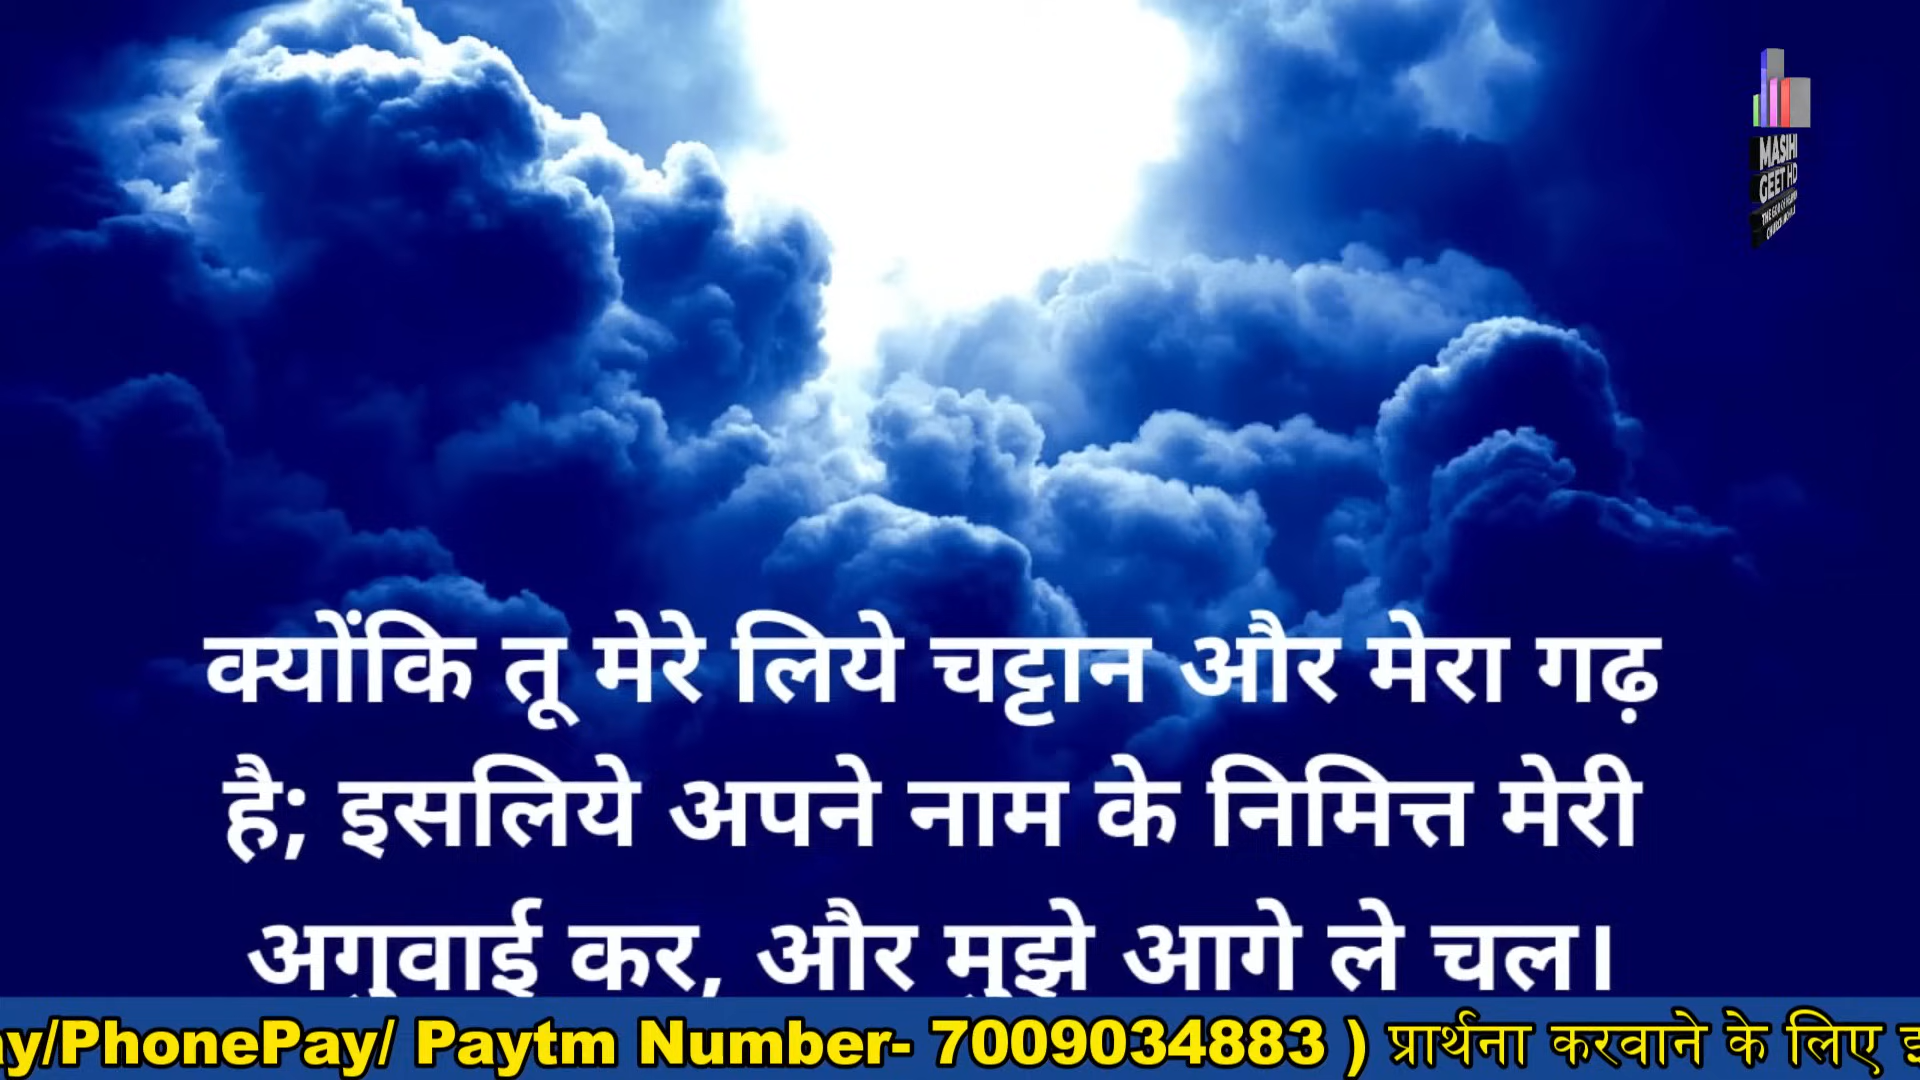 MASIHI
GEET HD
क्योंकि तू मेरे लिये चट्टान और मेरा गढ़
है; इसलिये अपने नाम के निमित्त मेरी
अगुवाई कर, और मुझे आगे ले चल।
ay/PhonePay/ Paytm Number- 7009034883 ) प्रार्थना करवाने के लिए